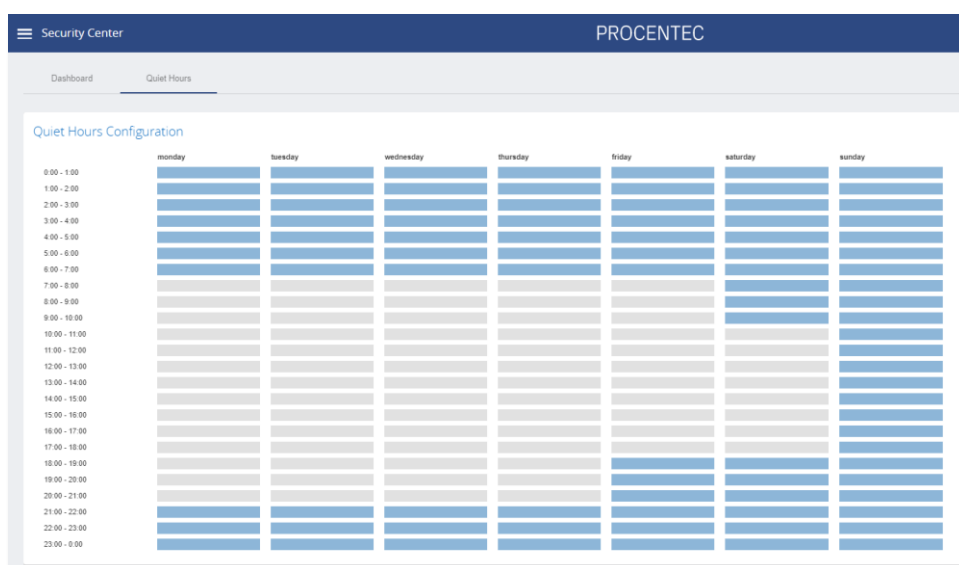 Security Center
PROCENTEC
Dashboard Quiet Hours
Quiet Hours Configuration
monday tuesday wednesday thursday friday saturday sunday
0:00 - 1:00
1:00 - 2:00
2:00 - 3:00
3:00 - 4:00
4:00 - 5:00
5:00 - 6:00
6:00 - 7:00
7:00 - 8:00
8:00 - 9:00
9:00 - 10:00
10:00 - 11:00
11:00 - 12:00
12:00 - 13:00
13:00 - 14:00
14:00 - 15:00
15:00 - 16:00
16:00 - 17:00
17:00 - 18:00
18:00 - 19:00
19:00 - 20:00
20:00 - 21:00
21:00 - 22:00
22:00 - 23:00
23:00 - 0:00